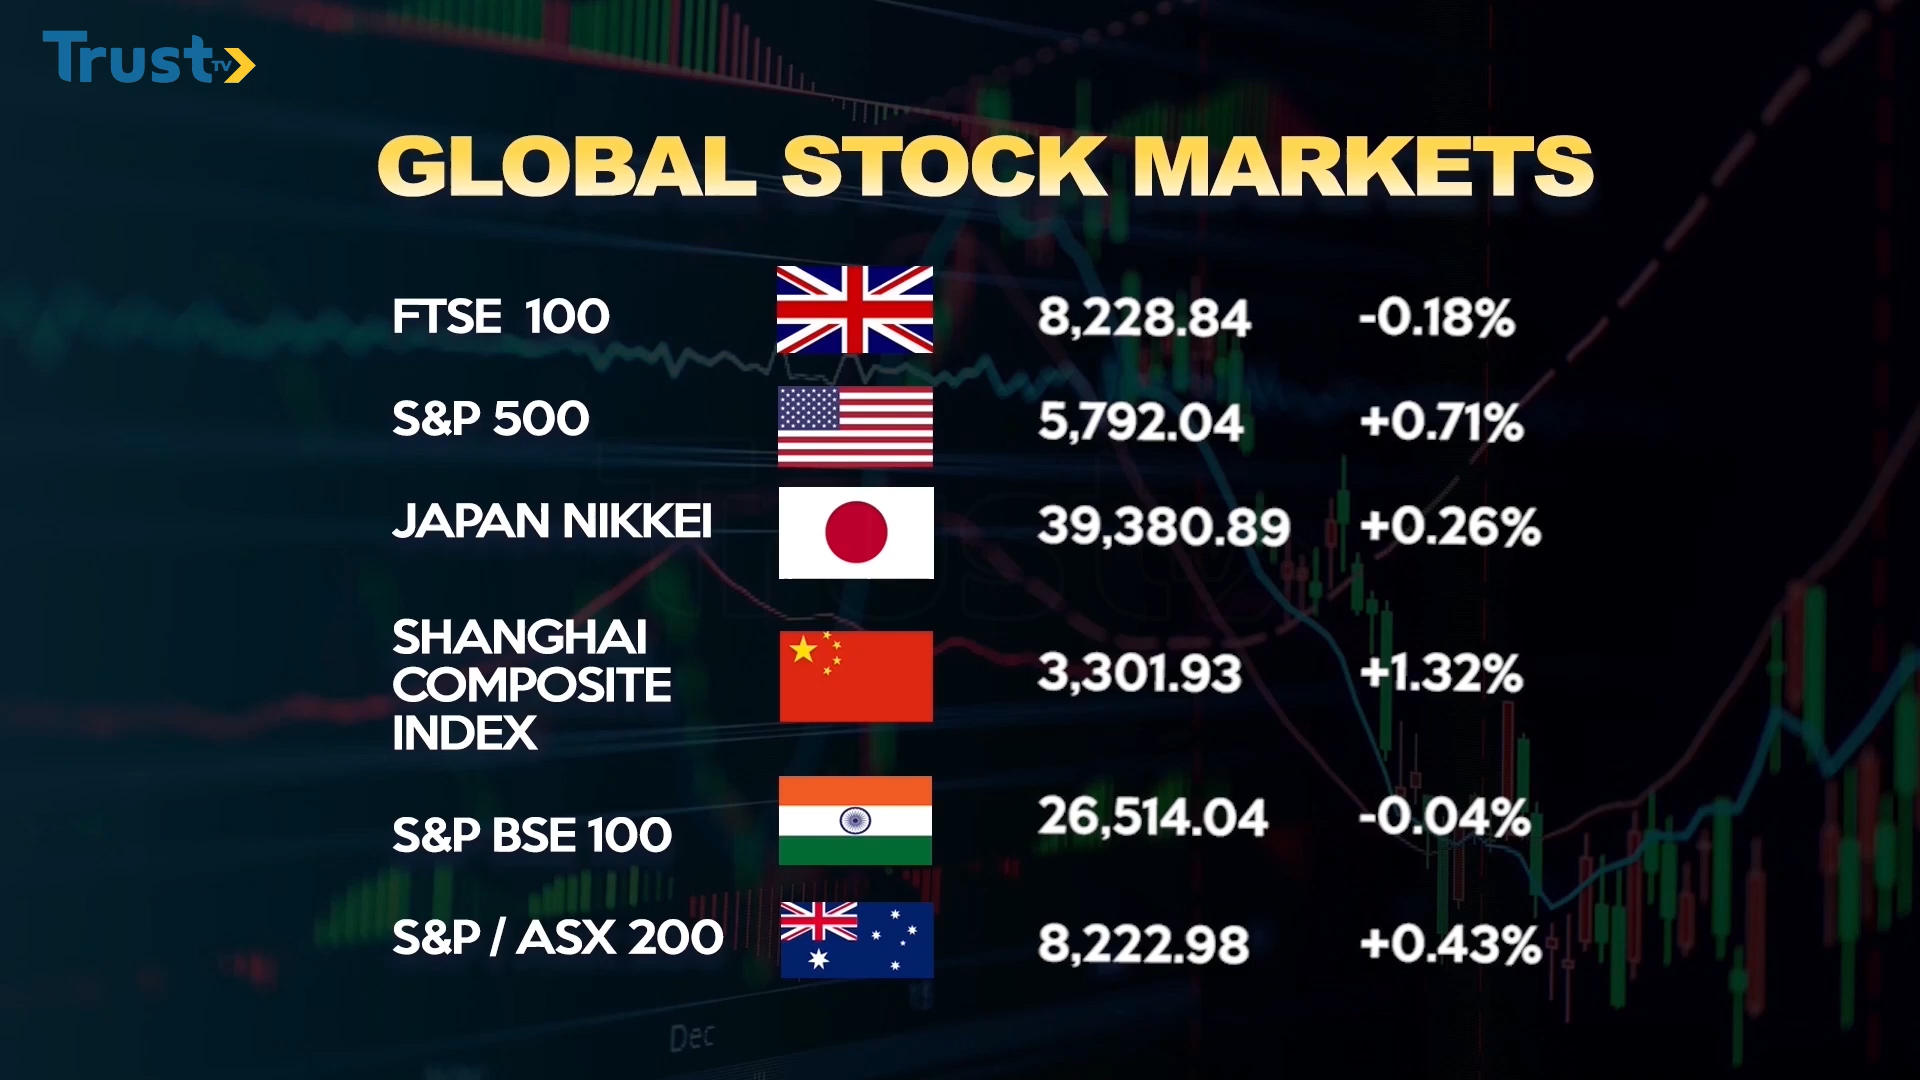 Trust TV
GLOBAL STOCK MARKETS
FTSE 100 8,228.84 -0.18%
S&P 500 5,792.04 +0.71%
JAPAN NIKKEI 39,380.89 +0.26%
SHANGHAI
COMPOSITE
INDEX
3,301.93 +1.32%
S&P BSE 100 26,514.04 -0.04%
S&P / ASX 200 8,222.98 +0.43%
Dec